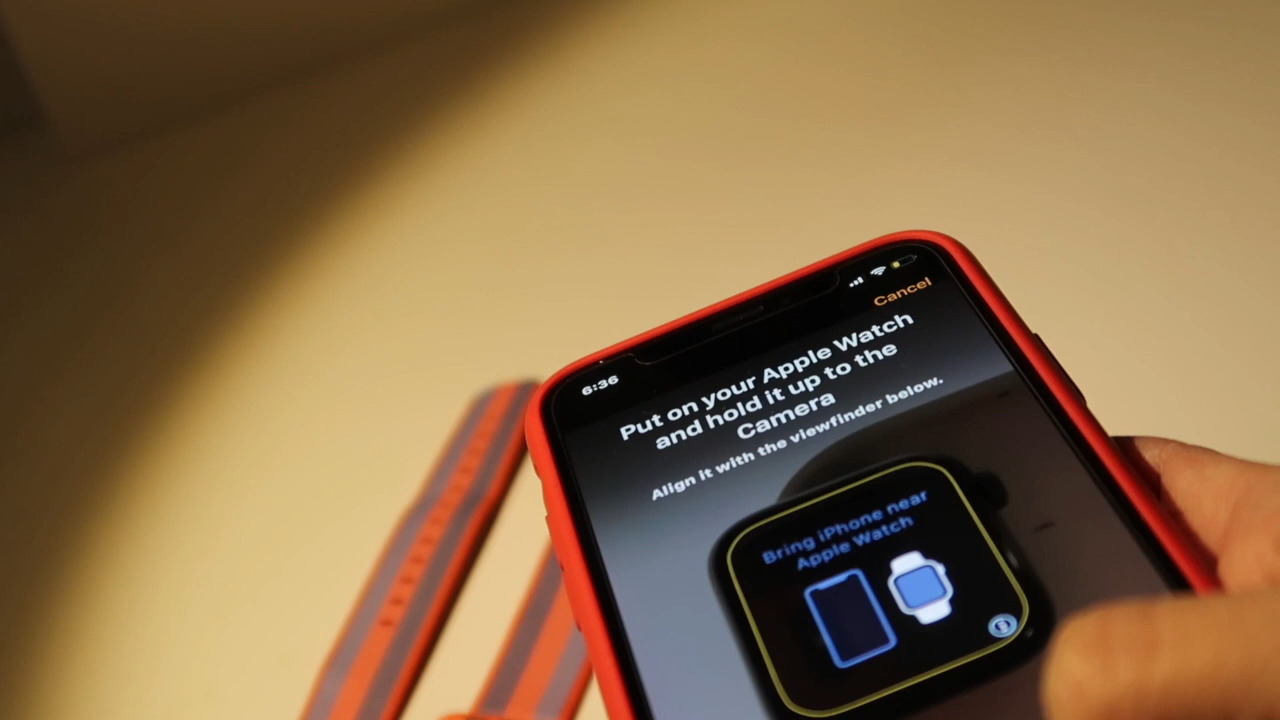 6:36
Cancel
Put on your Apple Watch
and hold it up to the
Camera
Align it with the viewfinder below.
Bring iPhone near
Apple Watch